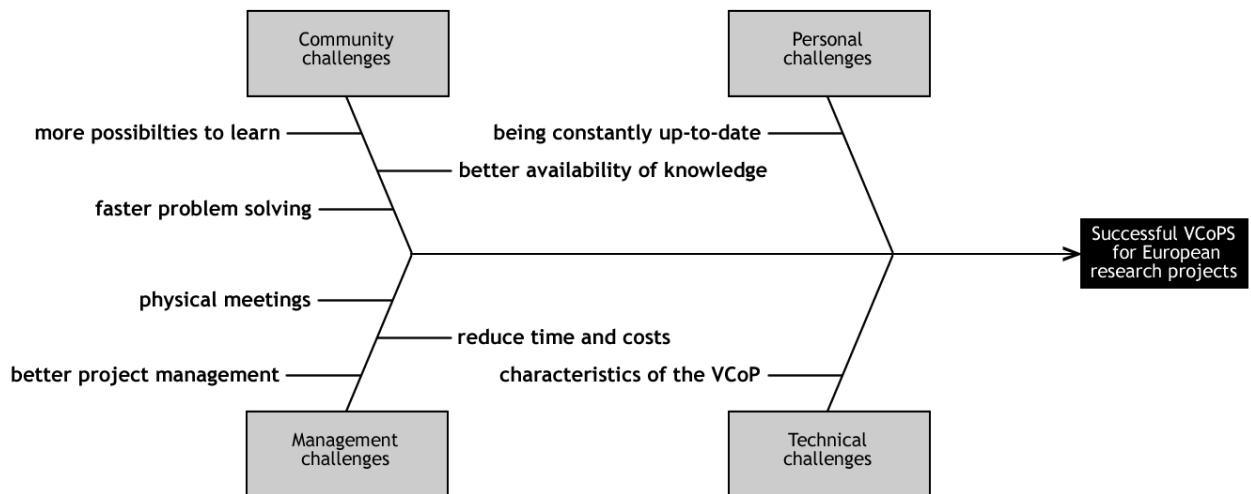 Community
challenges
Personal
challenges
more possibilties to learn
being constantly up-to-date
better availability of knowledge
faster problem solving
Successful VCoPS
for European
research projects
physical meetings
reduce time and costs
better project management
characteristics of the VCoP
Management
challenges
Technical
challenges